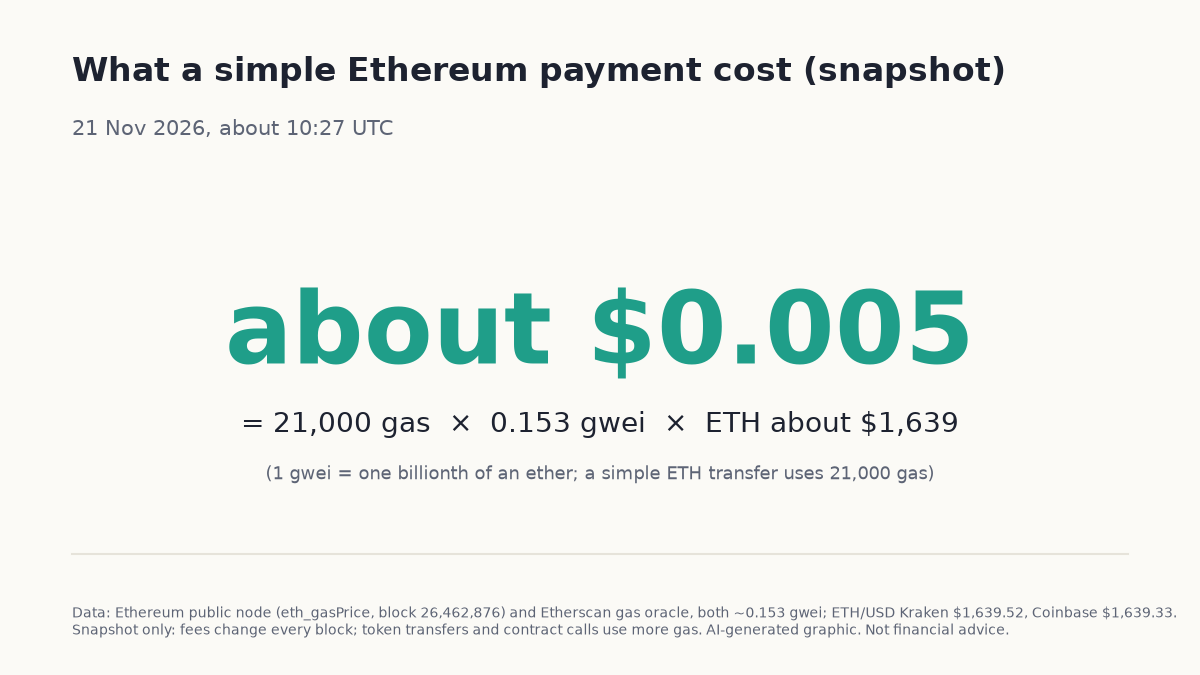 What a simple Ethereum payment cost (snapshot)
21 Nov 2026, about 10:27 UTC
about $0.005
= 21,000 gas × 0.153 gwei × ETH about $1,639
(1 gwei = one billionth of an ether; a simple ETH transfer uses 21,000 gas)
Data: Ethereum public node (eth_gasPrice, block 26,462,876) and Etherscan gas oracle, both ~0.153 gwei; ETH/USD Kraken $1,639.52, Coinbase $1,639.33.
Snapshot only: fees change every block; token transfers and contract calls use more gas. AI-generated graphic. Not financial advice.